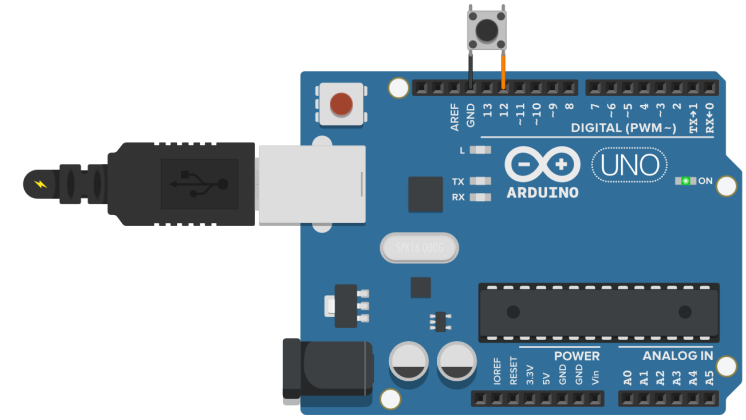 AREF
GND
13
12
~11
~10
~9
8
7
~6
~5
4
~3
2
TX→1
RX←0
DIGITAL (PWM~)
L
TX
RX
ARDUINO
UNO
ON
POWER
ANALOG IN
IOREF
RESET
3.3V
5V
GND
GND
Vin
A0
A1
A2
A3
A4
A5